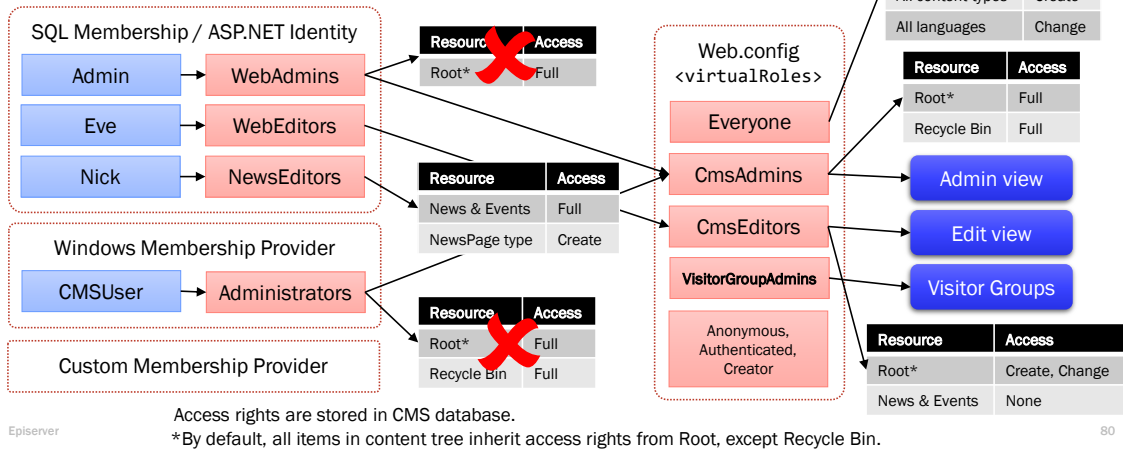 All content types Create
All languages Change
SQL Membership / ASP.NET Identity
Admin
WebAdmins
Eve
WebEditors
Nick
NewsEditors
Resource Access
Root* Full
Resource Access
News & Events Full
NewsPage type Create
Windows Membership Provider
CMSUser
Administrators
Resource Access
Root* Full
Recycle Bin Full
Custom Membership Provider
Web.config
<virtualRoles>
Everyone
CmsAdmins
CmsEditors
VisitorGroupAdmins
Anonymous,
Authenticated,
Creator
Resource Access
Root* Full
Recycle Bin Full
Admin view
Edit view
Visitor Groups
Resource Access
Root* Create, Change
News & Events None
Access rights are stored in CMS database.
*By default, all items in content tree inherit access rights from Root, except Recycle Bin.
Episerver
80